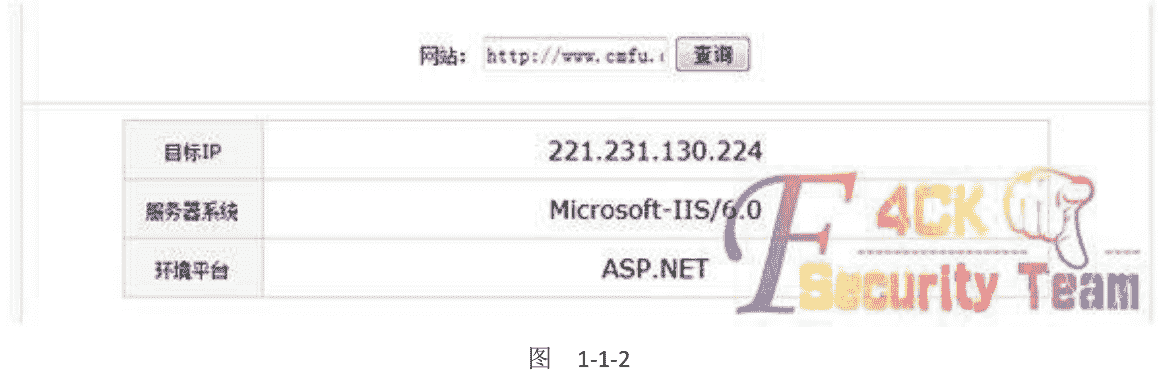 网站: http://www.cmfu.c 查询
目标IP 221.231.130.224
服务器系统 Microsoft-IIS/6.0
环境平台 ASP.NET
F4CK
Security Team
图 1-1-2